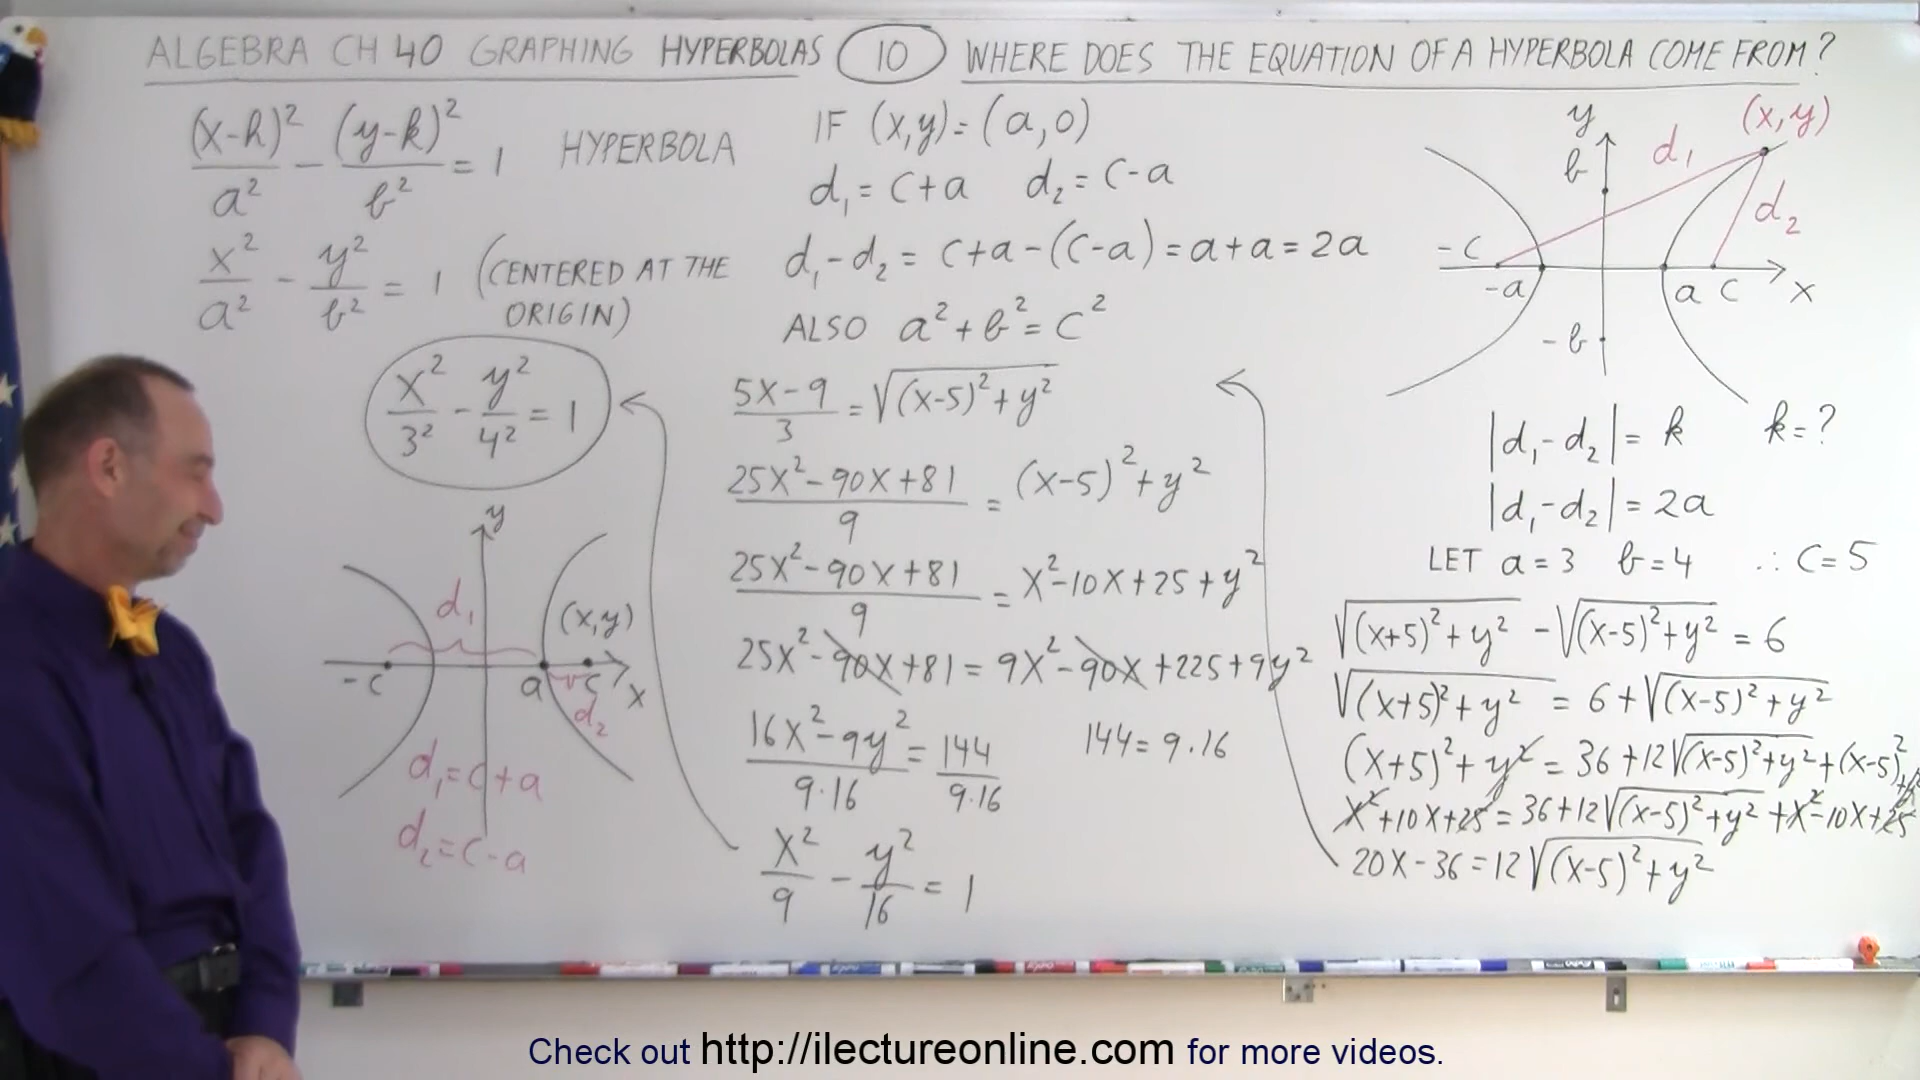 ALGEBRA CH 40 GRAPHING HYPERBOLAS 10 WHERE DOES THE EQUATION OF A HYPERBOLA COME FROM?
(x-h)²/a² - (y-k)²/b² = 1 HYPERBOLA
x²/a² - y²/b² = 1 (CENTERED AT THE
ORIGIN)
x²/3² - y²/4² = 1
y
d₁
(x,y)
-c a c x
d₂
d₁=c+a
d₂=c-a
IF (x,y)=(a,0)
d₁=c+a d₂=c-a
d₁-d₂= c+a-(c-a)=a+a=2a
ALSO a²+b²=c²
(5x-9)/3 = √((x-5)²+y²)
(25x²-90x+81)/9 = (x-5)²+y²
(25x²-90x+81)/9 = x²-10x+25+y²
25x²-90x+81=9x²-90x+225+9y²
(16x²-9y²)/(9·16) = 144/(9·16) 144=9·16
x²/9 - y²/16 = 1
y (x,y)
b d₁
d₂
-c
-a a c x
-b
|d₁-d₂|=k k=?
|d₁-d₂|=2a
LET a=3 b=4 ∴ c=5
√((x+5)²+y²) - √((x-5)²+y²) = 6
√((x+5)²+y²) = 6+√((x-5)²+y²)
(x+5)²+y²=36+12√((x-5)²+y²)+(x-5)²+y²
x²+10x+25=36+12√((x-5)²+y²)+x²-10x+25
20x-36=12√((x-5)²+y²)
Check out http://ilectureonline.com for more videos.